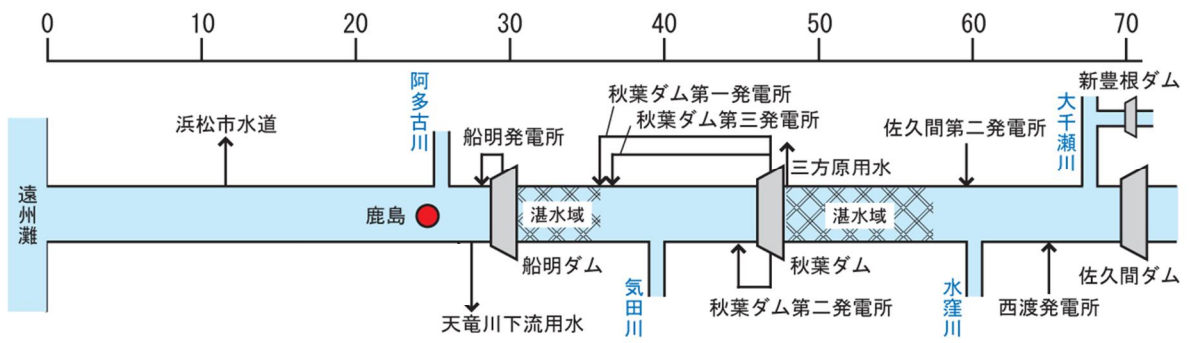 0 10 20 30 40 50 60 70
新豊根ダム
阿多古川
秋葉ダム第一発電所
大千瀬川
浜松市水道
船明発電所
秋葉ダム第三発電所
佐久間第二発電所
三方原用水
遠州灘
鹿島
湛水域
湛水域
船明ダム
秋葉ダム
佐久間ダム
気田川
秋葉ダム第二発電所
水窪川
西渡発電所
天竜川下流用水